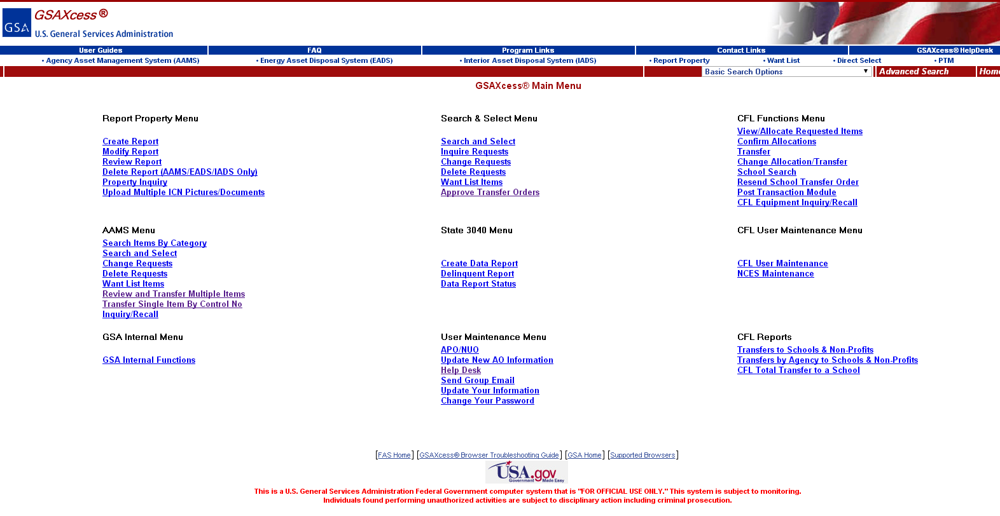 GSAXcess®
GSA
U.S. General Services Administration
User Guides
FAQ
Program Links
Contact Links
GSAXcess® HelpDesk
• Agency Asset Management System (AAMS)
• Energy Asset Disposal System (EADS)
• Interior Asset Disposal System (IADS)
• Report Property
• Want List
• Direct Select
• PTM
Basic Search Options
Advanced Search
Home
GSAXcess® Main Menu
Report Property Menu
Create Report
Modify Report
Review Report
Delete Report (AAMS/EADS/IADS Only)
Property Inquiry
Upload Multiple ICN Pictures/Documents
Search & Select Menu
Search and Select
Inquire Requests
Change Requests
Delete Requests
Want List Items
Approve Transfer Orders
CFL Functions Menu
View/Allocate Requested Items
Confirm Allocations
Transfer
Change Allocation/Transfer
School Search
Resend School Transfer Order
Post Transaction Module
CFL Equipment Inquiry/Recall
AAMS Menu
Search Items By Category
Search and Select
Change Requests
Delete Requests
Want List Items
Review and Transfer Multiple Items
Transfer Single Item By Control No
Inquiry/Recall
State 3040 Menu
Create Data Report
Delinquent Report
Data Report Status
CFL User Maintenance Menu
CFL User Maintenance
NCES Maintenance
GSA Internal Menu
GSA Internal Functions
User Maintenance Menu
APO/NUO
Update New AO Information
Help Desk
Send Group Email
Update Your Information
Change Your Password
CFL Reports
Transfers to Schools & Non-Profits
Transfers by Agency to Schools & Non-Profits
CFL Total Transfer to a School
[FAS Home] [GSAXcess® Browser Troubleshooting Guide] [GSA Home] [Supported Browsers]
USA.gov
Government Made Easy
This is a U.S. General Services Administration Federal Government computer system that is "FOR OFFICIAL USE ONLY." This system is subject to monitoring.
Individuals found performing unauthorized activities are subject to disciplinary action including criminal prosecution.